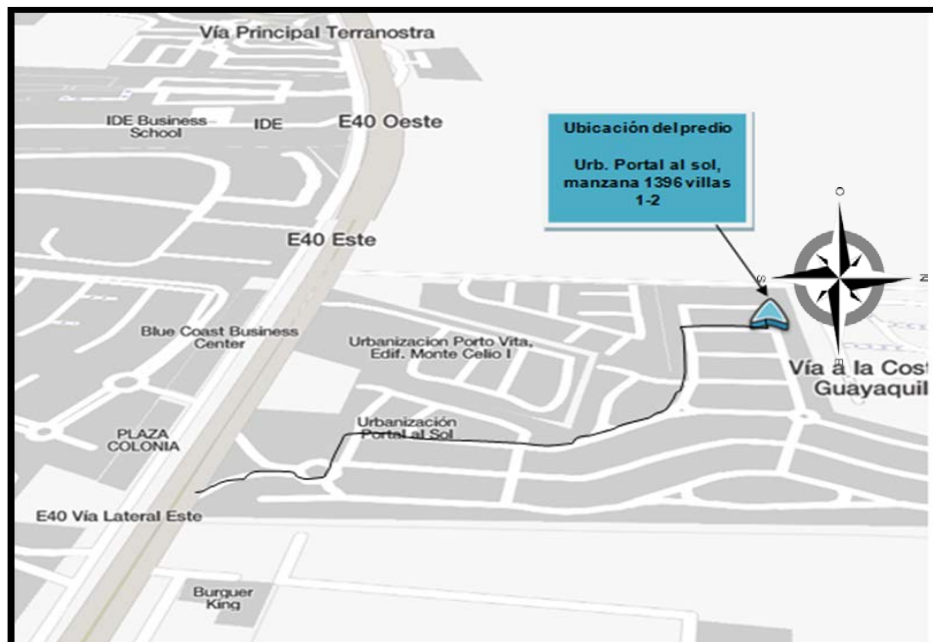 Vía Principal Terranostra
IDE Business
School
IDE
E40 Oeste
Ubicación del predio
Urb. Portal al sol,
manzana 1396 villas
1-2
O
E40 Este
S
N
Blue Coast Business
Center
Urbanizacion Porto Vita,
Edif. Monte Celio I
E
Vía a la Cost
Guayaquil
Urbanización
Portal al Sol
PLAZA
COLONIA
E40 Vía Lateral Este
Burguer
King